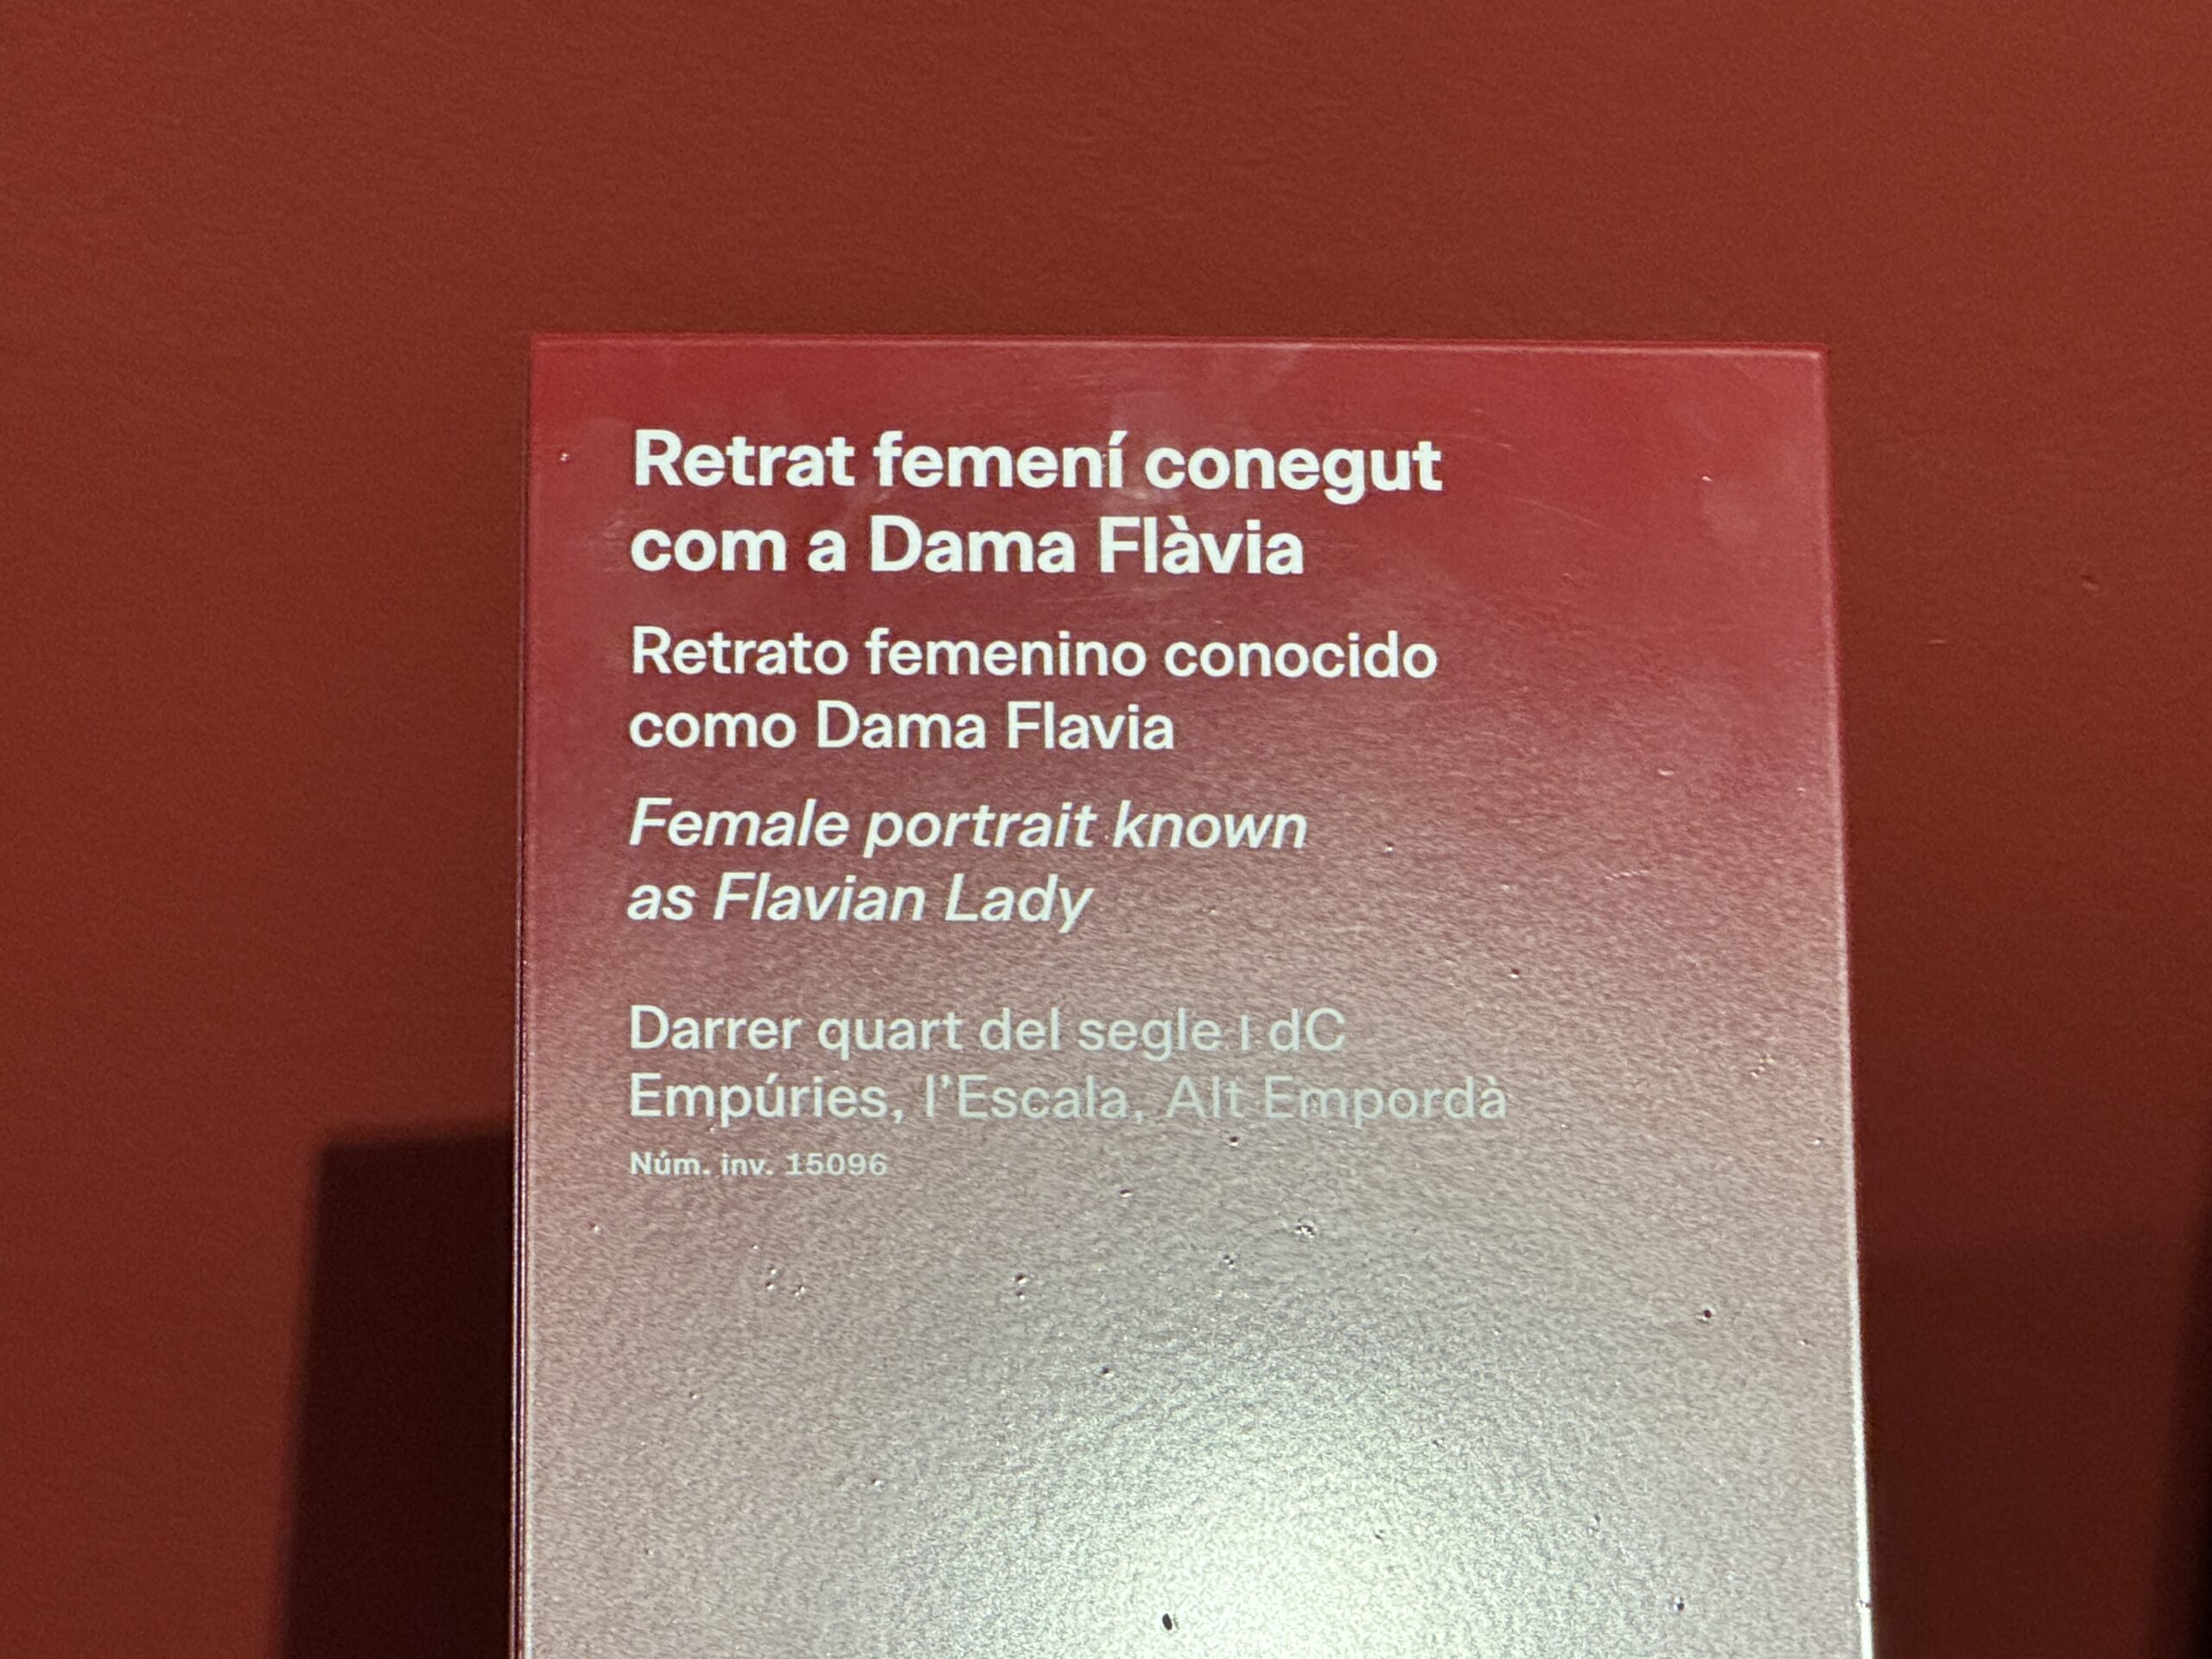 Retrat femení conegut
com a Dama Flàvia
Retrato femenino conocido
como Dama Flavia
Female portrait known
as Flavian Lady
Darrer quart del segle I dC
Empúries, l’Escala, Alt Empordà
Núm. inv. 15096